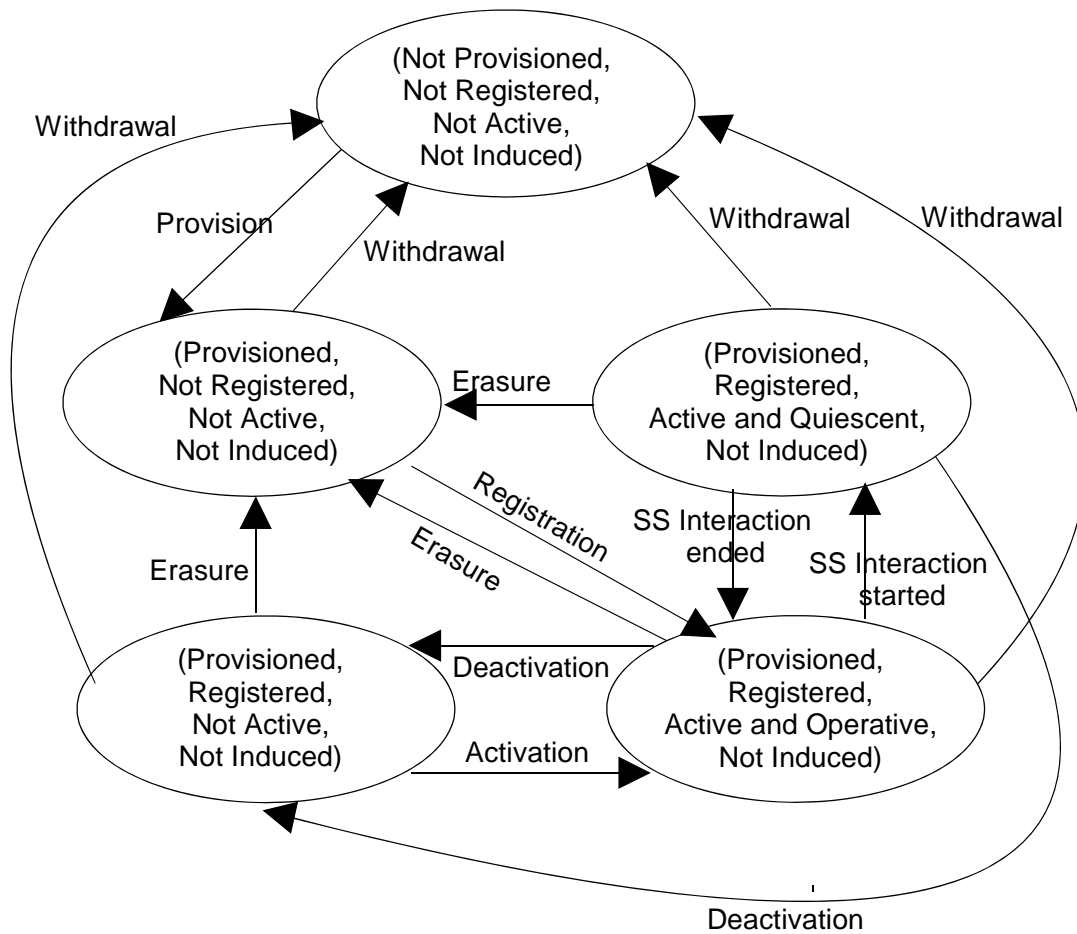 (Not Provisioned,
Not Registered,
Not Active,
Not Induced)
Withdrawal
Provision
Withdrawal
Withdrawal
Withdrawal
(Provisioned,
Not Registered,
Not Active,
Not Induced)
Erasure
(Provisioned,
Registered,
Active and Quiescent,
Not Induced)
Registration
Erasure
SS Interaction
ended
SS Interaction
started
Erasure
(Provisioned,
Registered,
Not Active,
Not Induced)
Deactivation
Activation
(Provisioned,
Registered,
Active and Operative,
Not Induced)
Deactivation